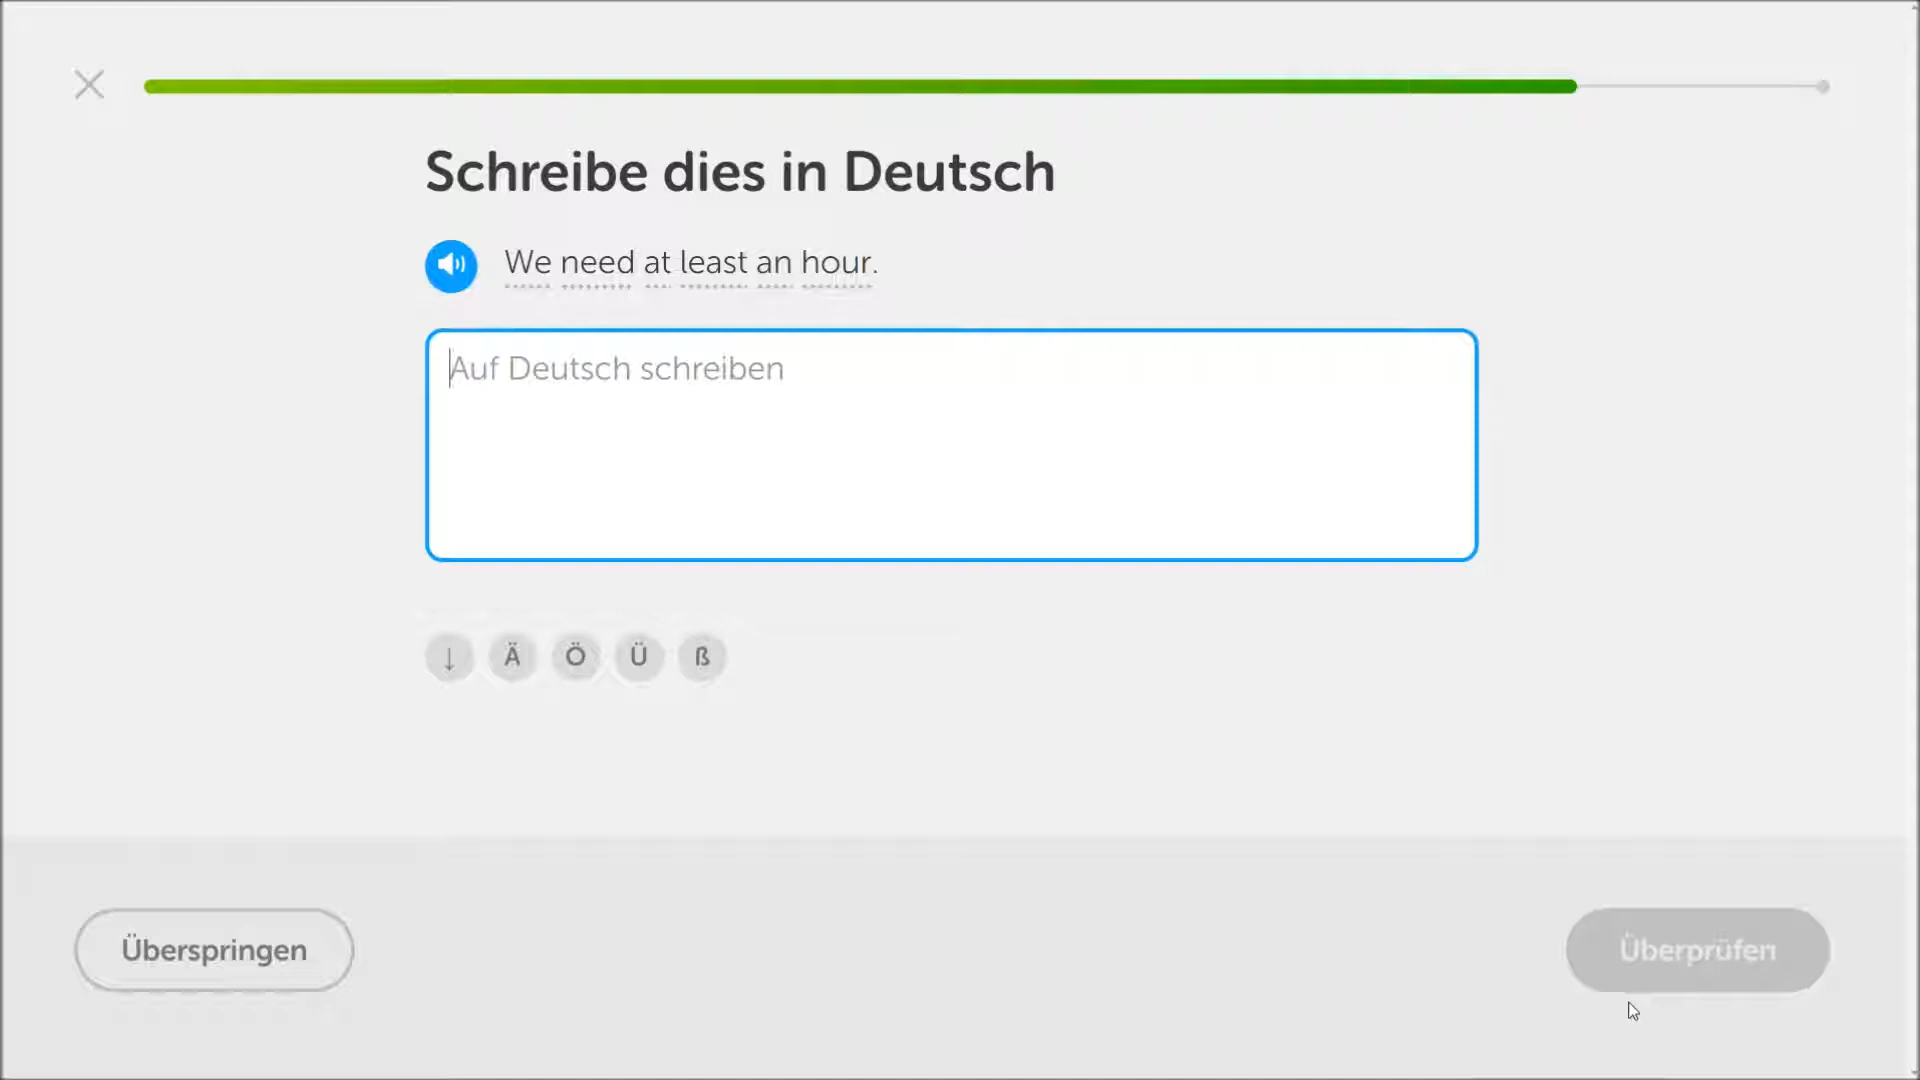 Schreibe dies in Deutsch
We need at least an hour.
Auf Deutsch schreiben
↓ Ä Ö Ü ß
Überspringen
Überprüfen